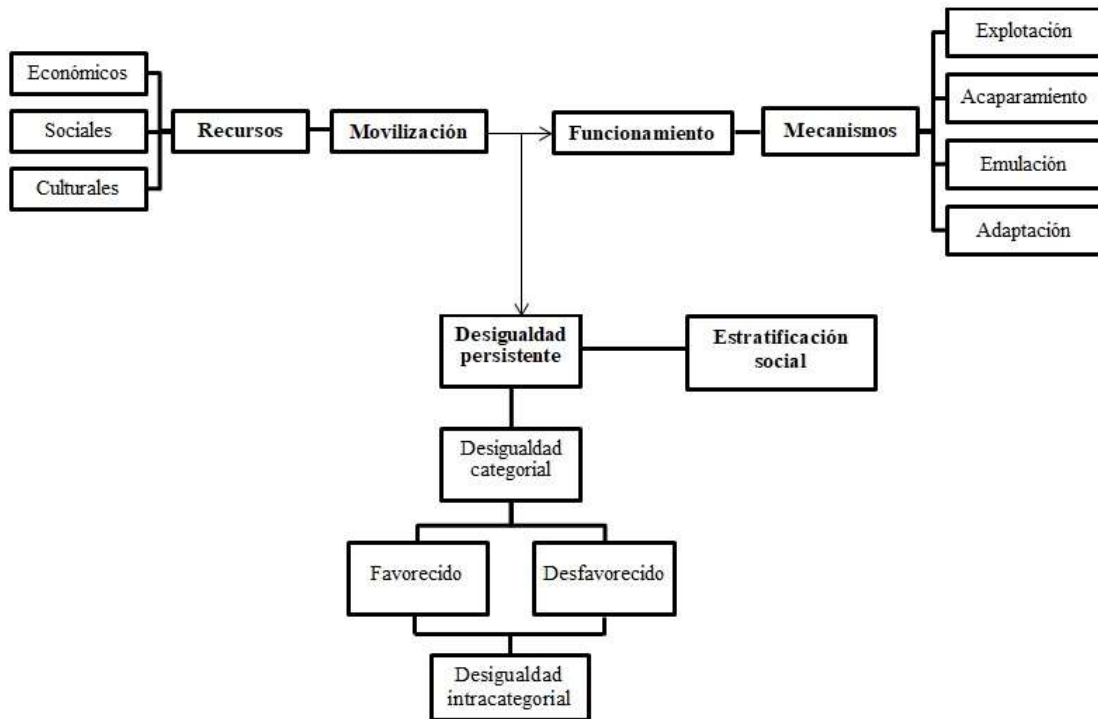 Económicos
Sociales
Culturales
Recursos
Movilización
Funcionamiento
Mecanismos
Explotación
Acaparamiento
Emulación
Adaptación
Desigualdad
persistente
Estratificación
social
Desigualdad
categorial
Favorecido
Desfavorecido
Desigualdad
intracategorial